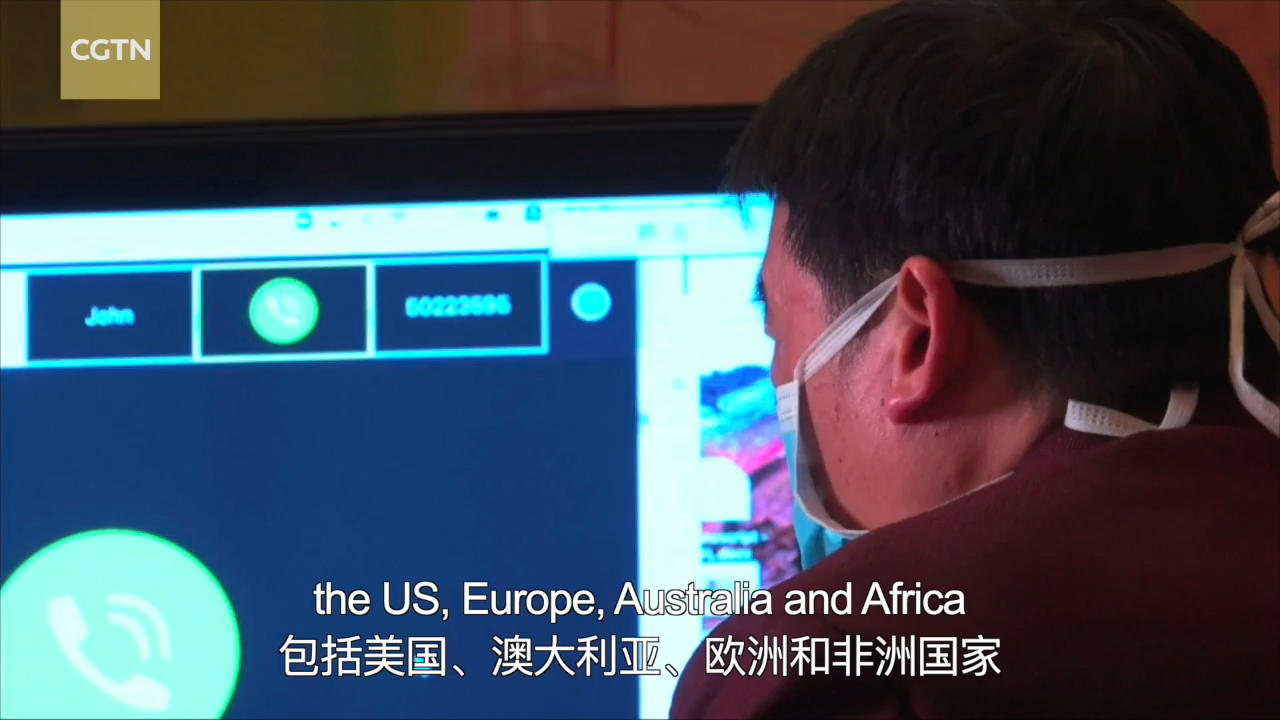 CGTN
John
50223695
the US, Europe, Australia and Africa
包括美国、澳大利亚、欧洲和非洲国家